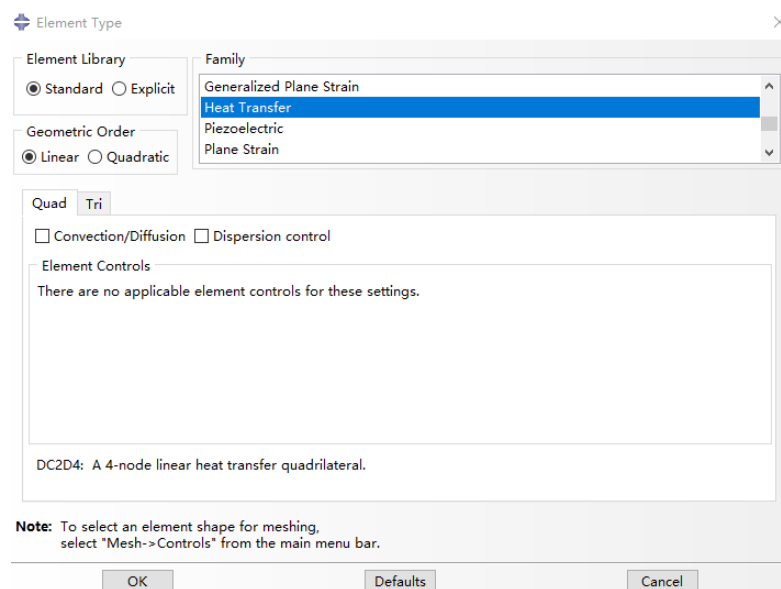 Element Type
Element Library
Standard Explicit
Geometric Order
Linear Quadratic
Family
Generalized Plane Strain
Heat Transfer
Piezoelectric
Plane Strain
Quad Tri
Convection/Diffusion Dispersion control
Element Controls
There are no applicable element controls for these settings.
DC2D4: A 4-node linear heat transfer quadrilateral.
Note: To select an element shape for meshing,
select "Mesh->Controls" from the main menu bar.
OK Defaults Cancel